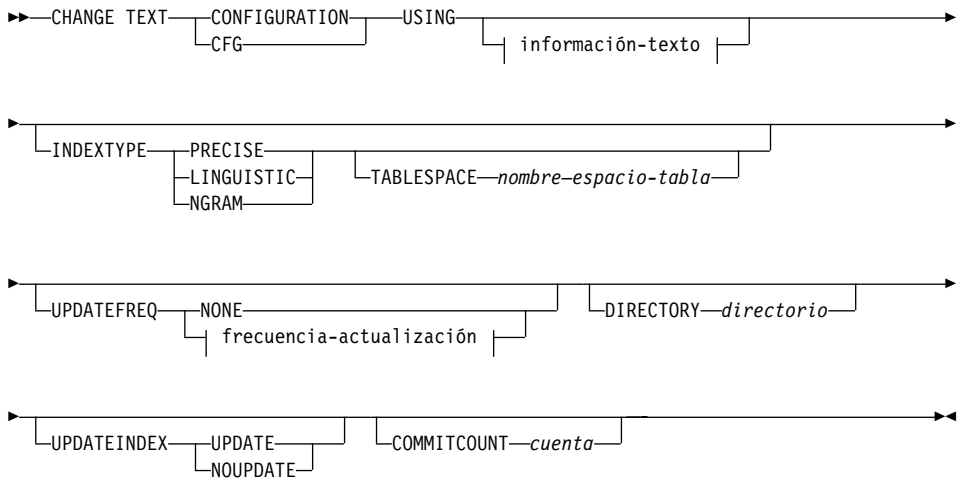 CHANGE TEXT CONFIGURATION USING
CFG información-texto
INDEXTYPE PRECISE
LINGUISTIC TABLESPACE nombre-espacio-tabla
NGRAM
UPDATEFREQ NONE DIRECTORY directorio
frecuencia-actualización
UPDATEINDEX UPDATE COMMITCOUNT cuenta
NOUPDATE